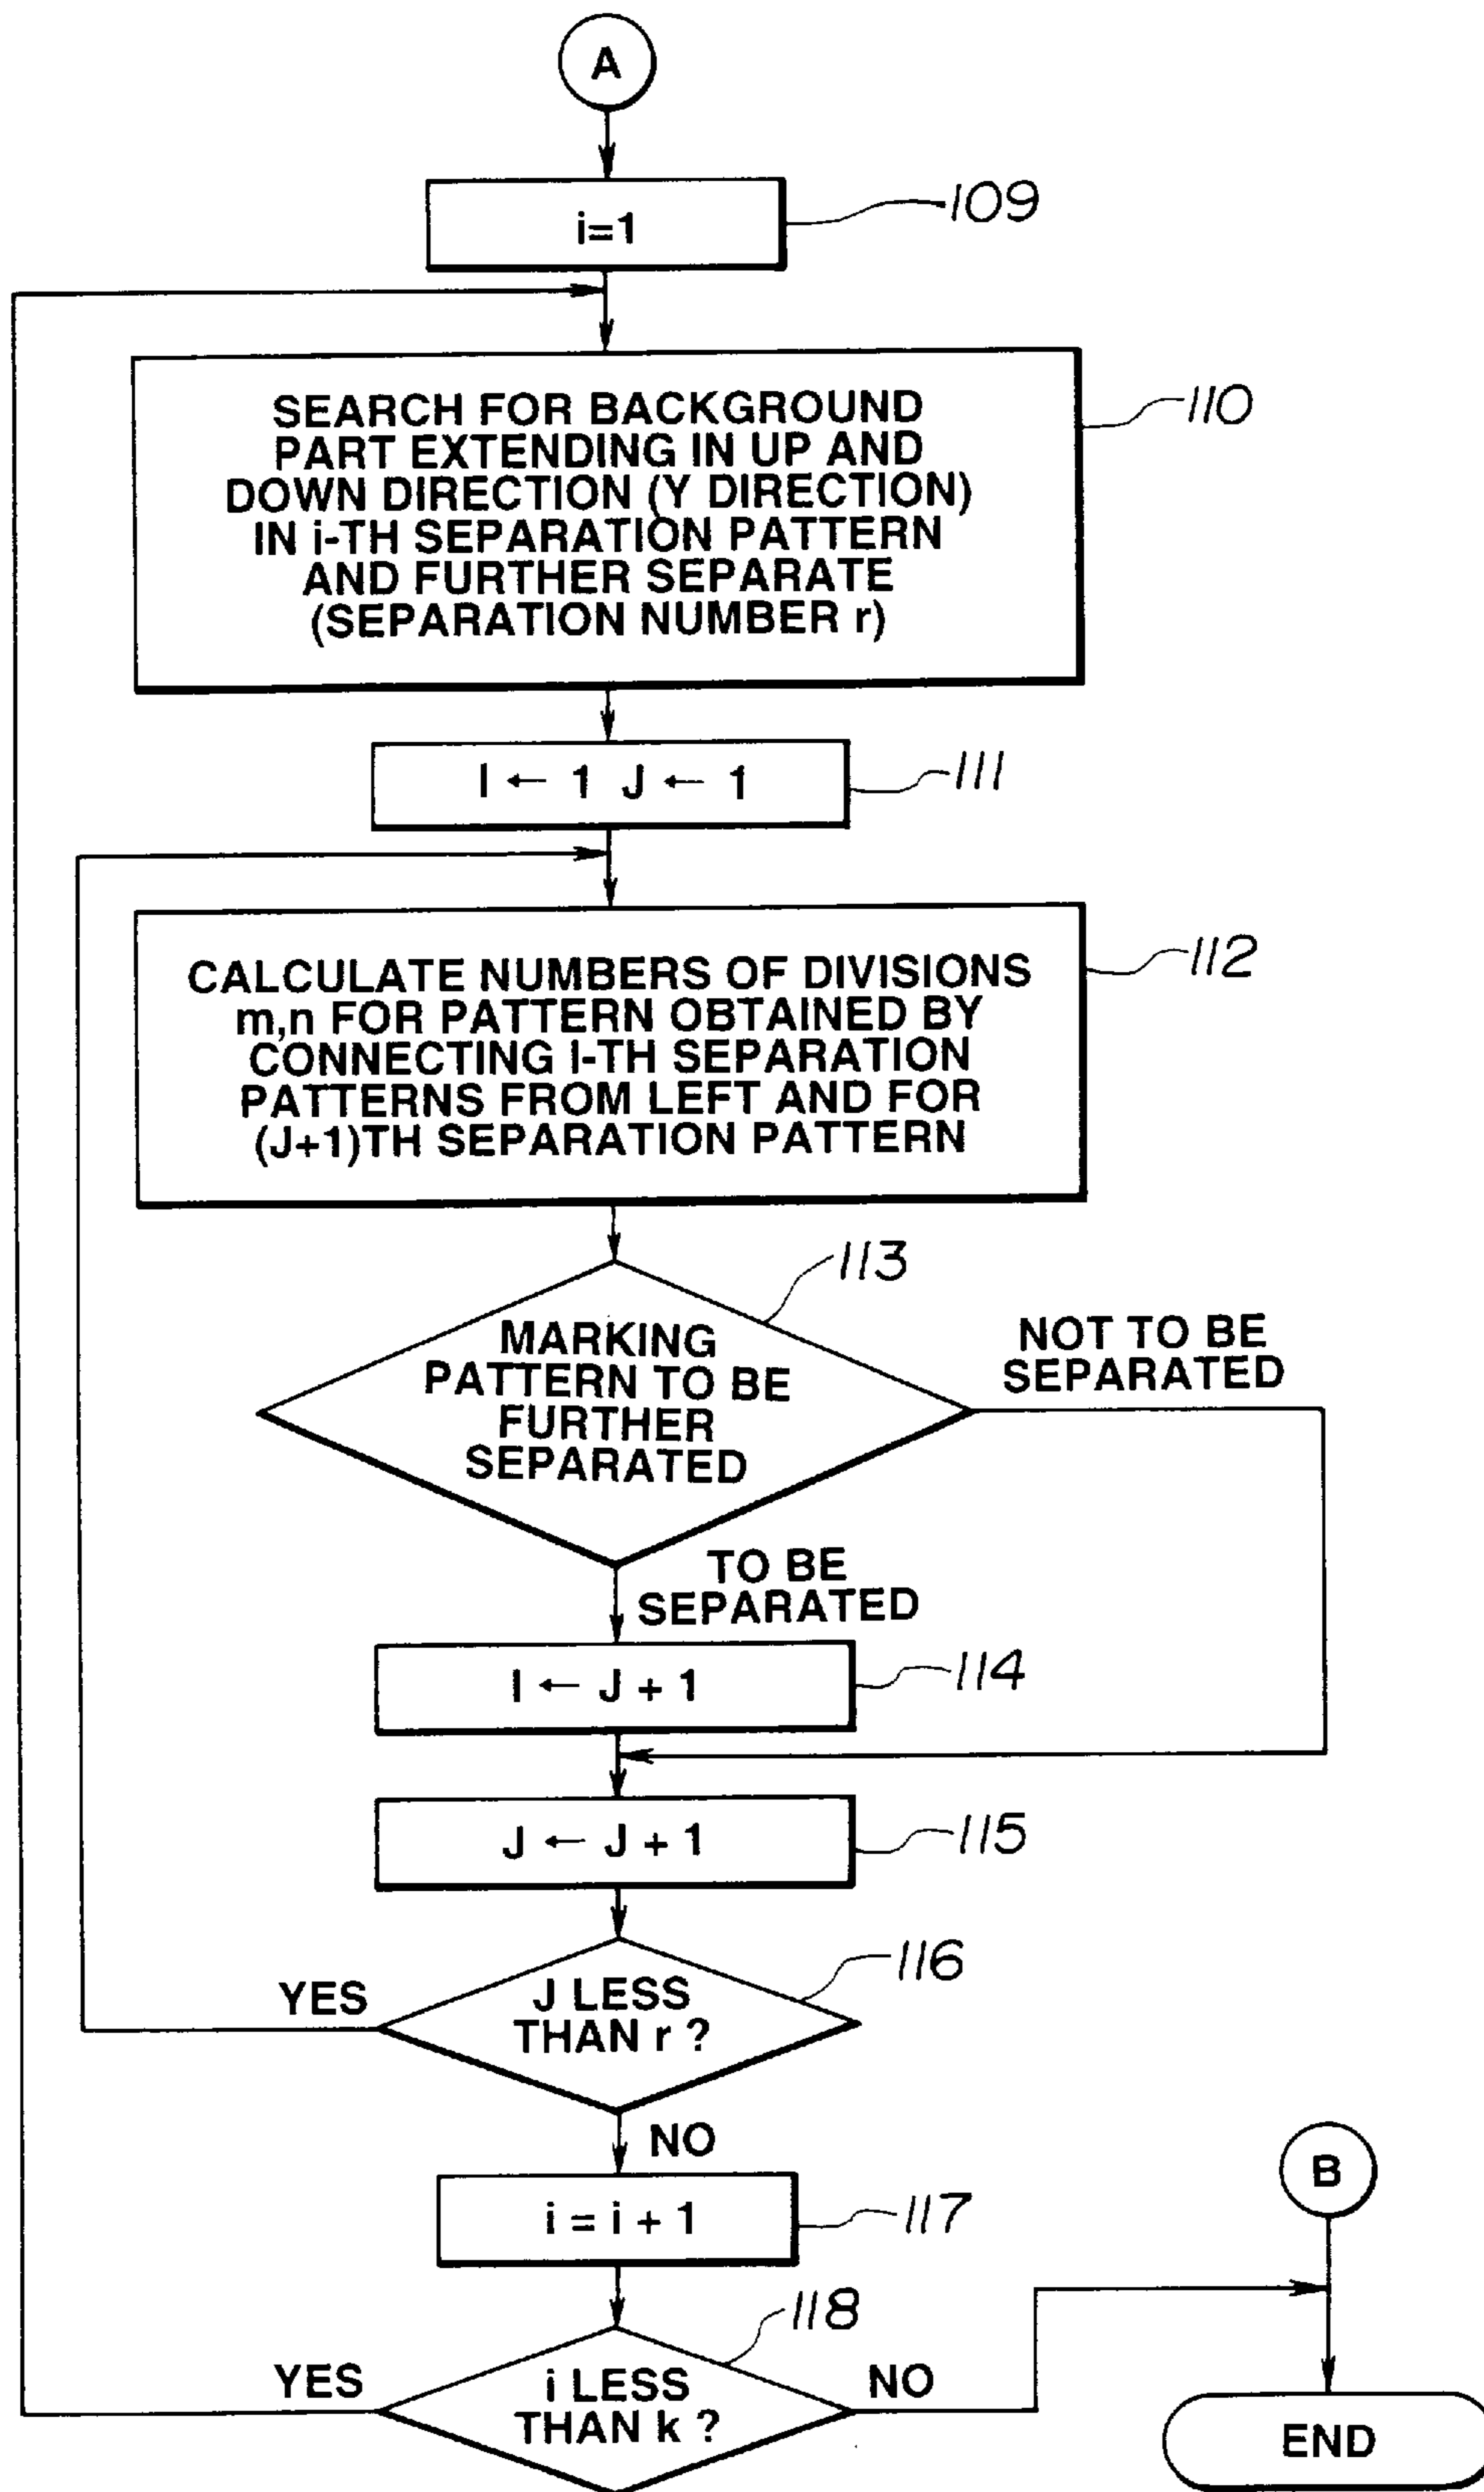 A
i=1
109
SEARCH FOR BACKGROUND
PART EXTENDING IN UP AND
DOWN DIRECTION (Y DIRECTION)
IN i-TH SEPARATION PATTERN
AND FURTHER SEPARATE
(SEPARATION NUMBER r)
110
I ← 1 J ← 1
111
CALCULATE NUMBERS OF DIVISIONS
m,n FOR PATTERN OBTAINED BY
CONNECTING I-TH SEPARATION
PATTERNS FROM LEFT AND FOR
(J+1)TH SEPARATION PATTERN
112
113
MARKING
PATTERN TO BE
FURTHER
SEPARATED
NOT TO BE
SEPARATED
TO BE
SEPARATED
I ← J + 1
114
J ← J + 1
115
116
J LESS
THAN r ?
YES
NO
i = i + 1
117
118
i LESS
THAN k ?
YES
NO
B
END